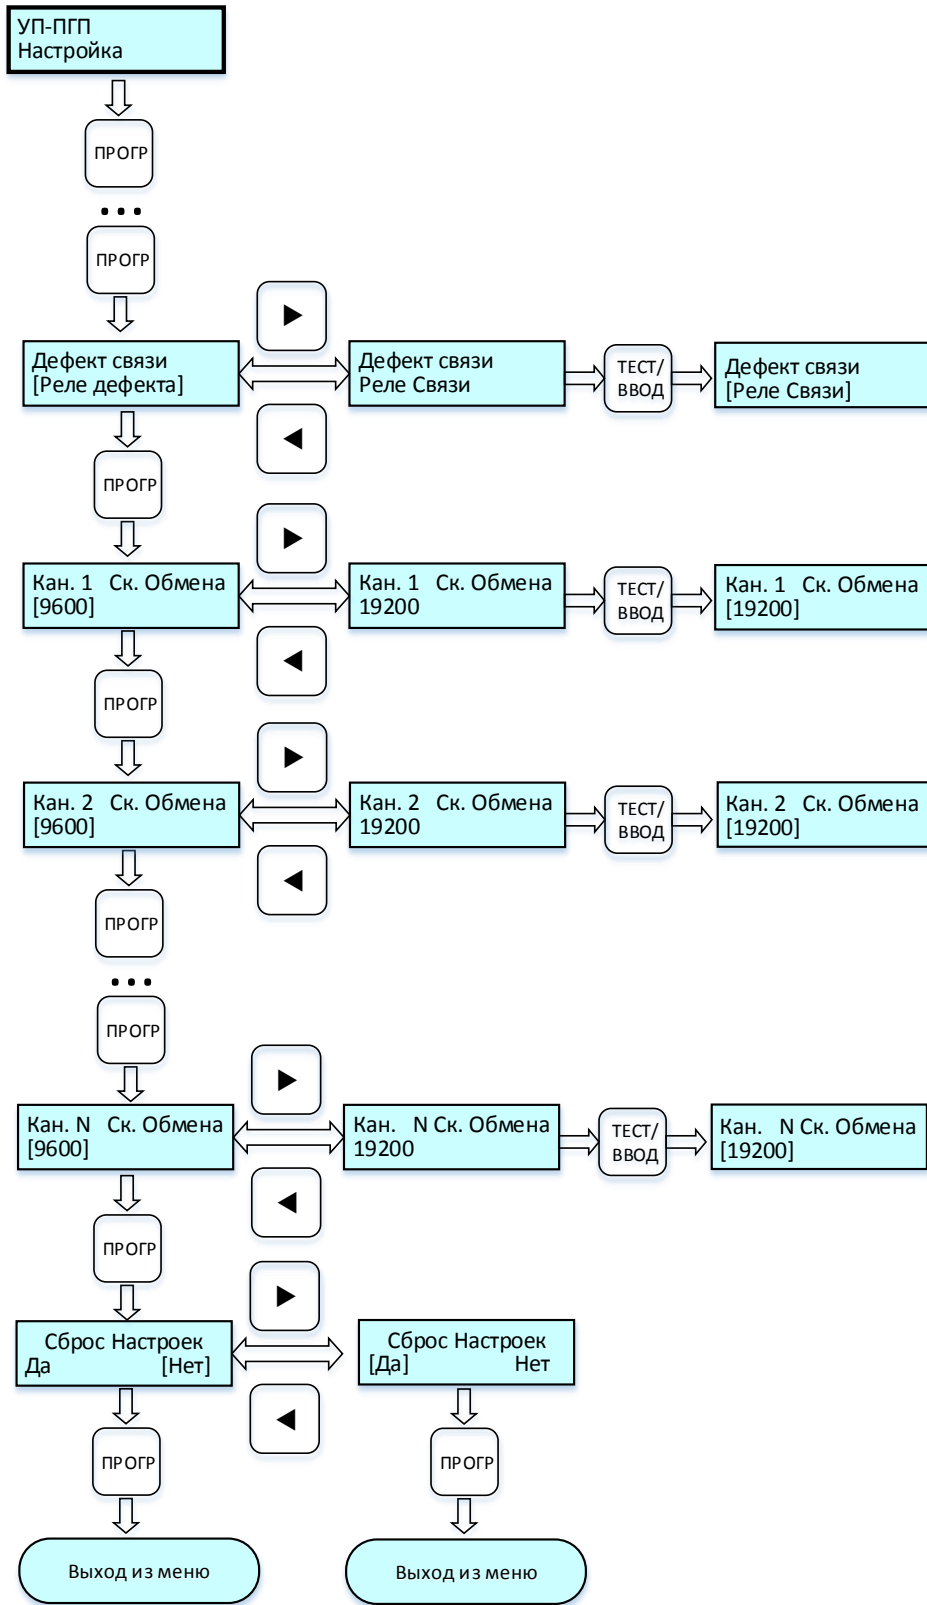 УП-ПГП
Настройка
ПРОГР
...
ПРОГР
Дефект связи
[Реле дефекта]
Дефект связи
Реле Связи
ТЕСТ/
ВВОД
Дефект связи
[Реле Связи]
ПРОГР
Кан. 1 Ск. Обмена
[9600]
Кан. 1 Ск. Обмена
19200
ТЕСТ/
ВВОД
Кан. 1 Ск. Обмена
[19200]
ПРОГР
Кан. 2 Ск. Обмена
[9600]
Кан. 2 Ск. Обмена
19200
ТЕСТ/
ВВОД
Кан. 2 Ск. Обмена
[19200]
ПРОГР
...
ПРОГР
Кан. N Ск. Обмена
[9600]
Кан. N Ск. Обмена
19200
ТЕСТ/
ВВОД
Кан. N Ск. Обмена
[19200]
ПРОГР
Сброс Настроек
Да [Нет]
Сброс Настроек
[Да] Нет
ПРОГР
ПРОГР
Выход из меню
Выход из меню